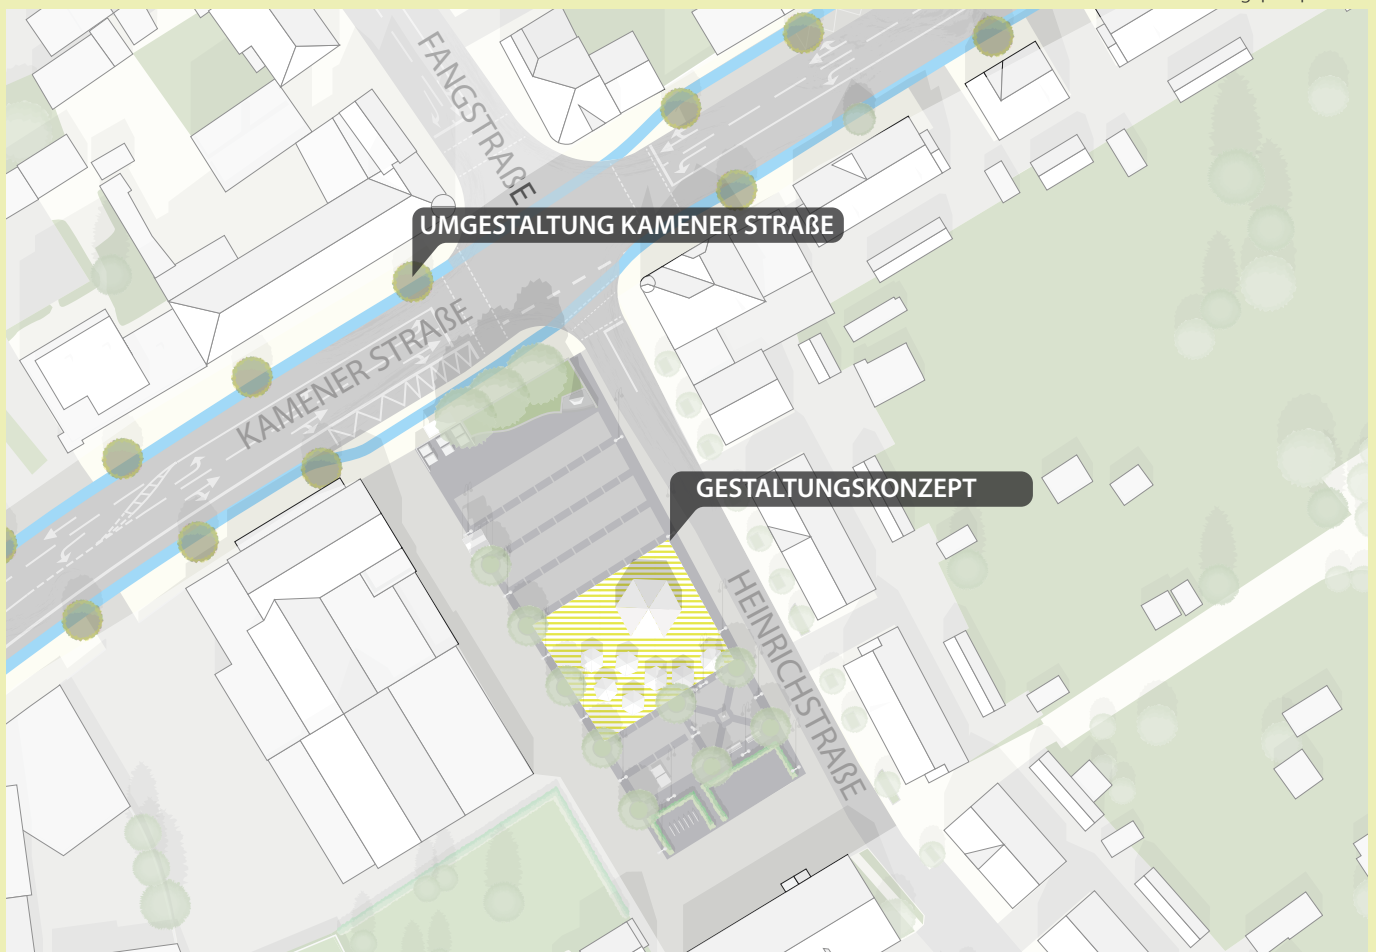 FANGSTRAßE
UMGESTALTUNG KAMENER STRAßE
KAMENER STRAßE
GESTALTUNGSKONZEPT
HEINRICHSTRAßE